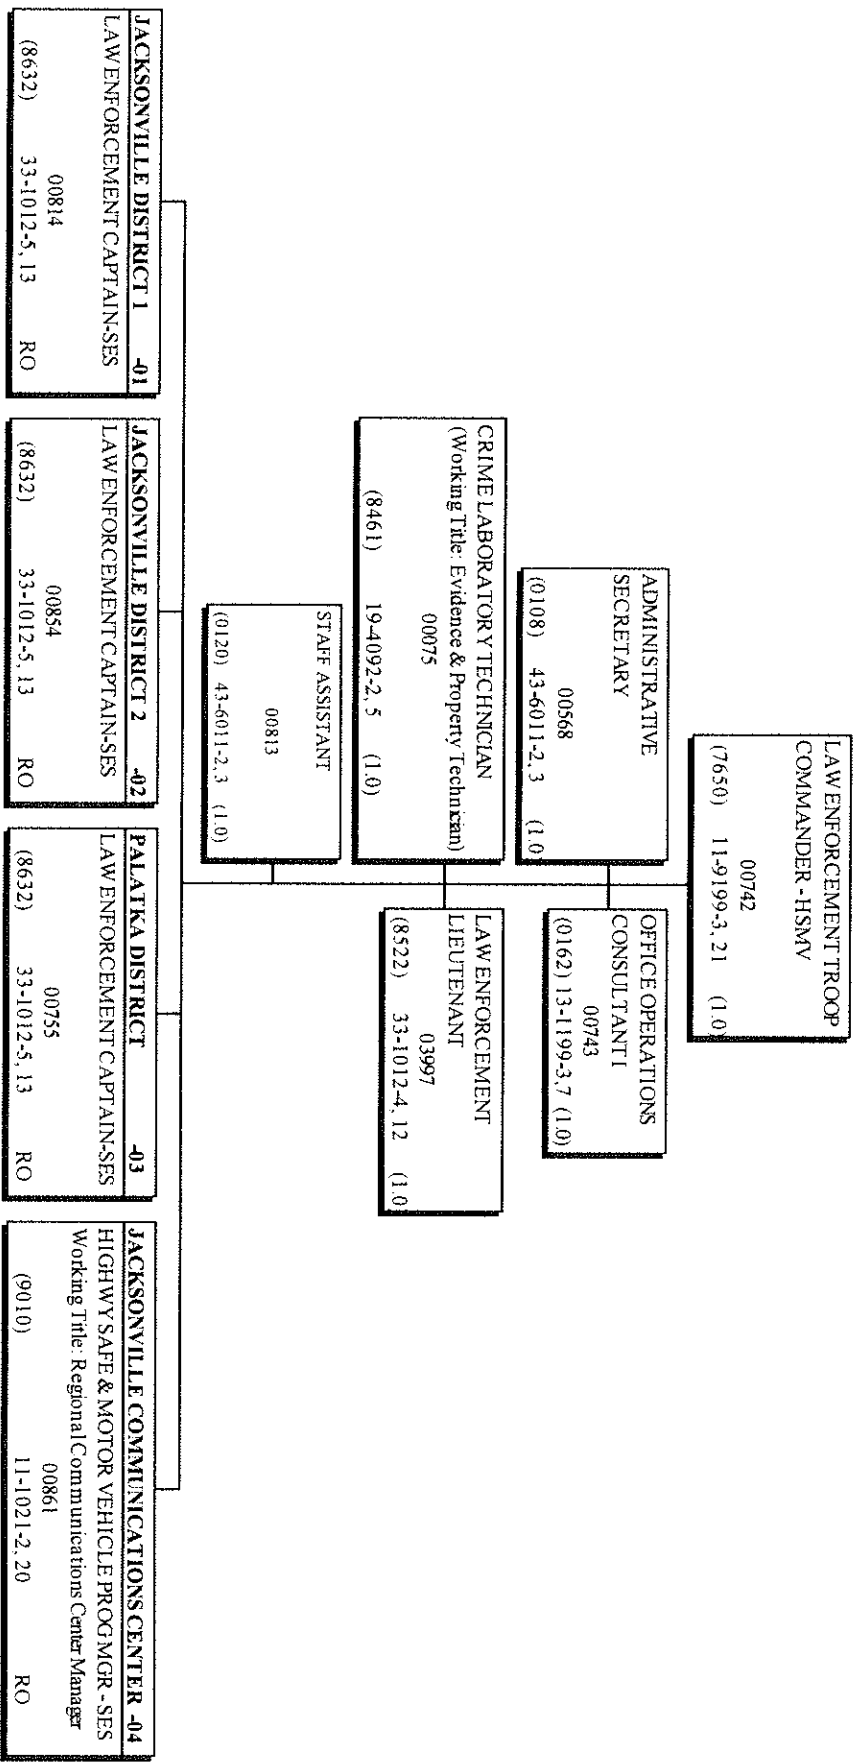 LAW ENFORCEMENT TROOP
COMMANDER - HSMV
00742
(7650) 11-9199-3, 21 (1.0)
ADMINISTRATIVE
SECRETARY
00568
(0108) 43-6011-2, 3 (1.0)
OFFICE OPERATIONS
CONSULTANT I
00743
(0162) 13-1199-3,7 (1.0)
CRIME LABORATORY TECHNICIAN
(Working Title: Evidence & Property Technician)
00075
(8461) 19-4092-2, 5 (1.0)
LAW ENFORCEMENT
LIEUTENANT
03997
(8522) 33-1012-4, 12 (1.0)
STAFF ASSISTANT
00813
(0120) 43-6011-2, 3 (1.0)
JACKSONVILLE DISTRICT 1 -01
LAW ENFORCEMENT CAPTAIN-SES
00814
(8632) 33-1012-5, 13 RO
JACKSONVILLE DISTRICT 2 -02
LAW ENFORCEMENT CAPTAIN-SES
00854
(8632) 33-1012-5, 13 RO
PALATKA DISTRICT -03
LAW ENFORCEMENT CAPTAIN-SES
00755
(8632) 33-1012-5, 13 RO
JACKSONVILLE COMMUNICATIONS CENTER -04
HIGHWY SAFE & MOTOR VEHICLE PROG MGR - SES
Working Title: Regional Communications Center Manager
00861
(9010) 11-1021-2, 20 RO